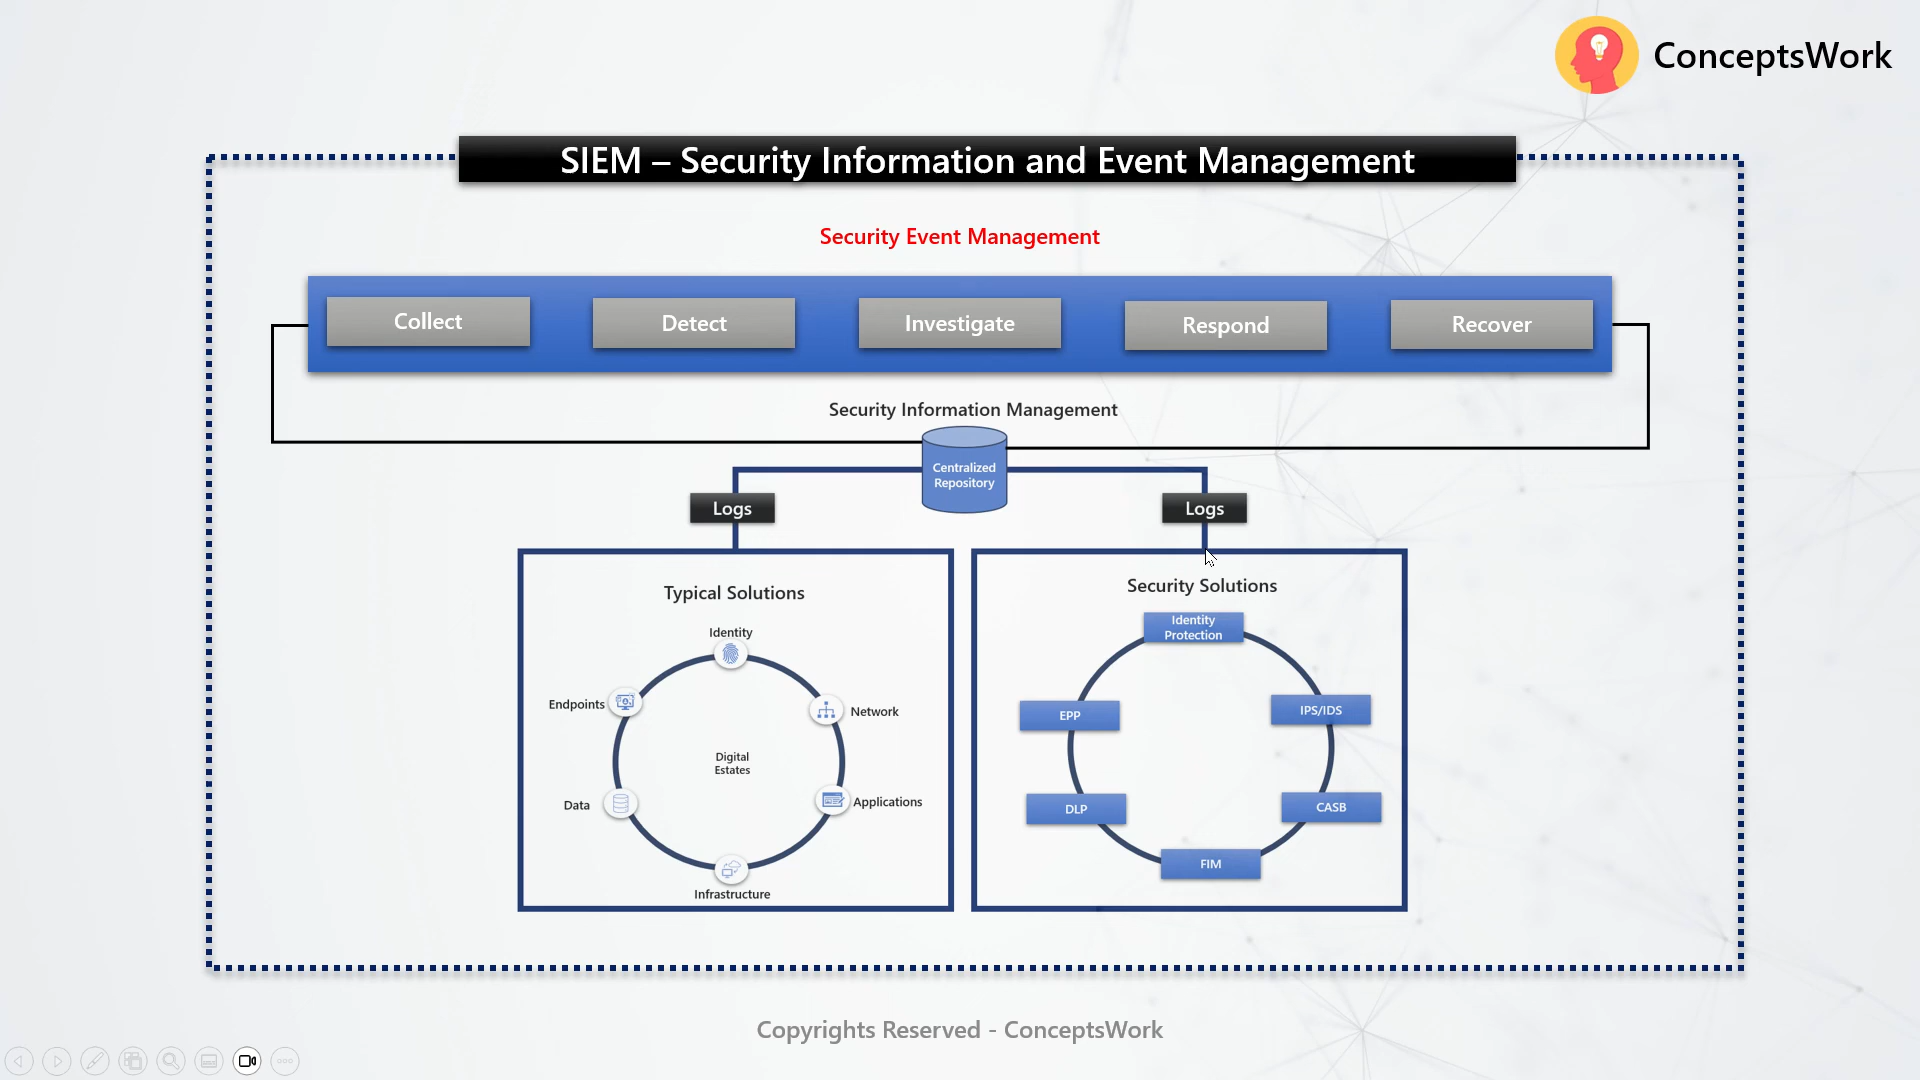 ConceptsWork
SIEM – Security Information and Event Management
Security Event Management
Collect
Detect
Investigate
Respond
Recover
Security Information Management
Centralized
Repository
Logs
Logs
Typical Solutions
Identity
Endpoints
Network
Digital
Estates
Data
Applications
Infrastructure
Security Solutions
Identity
Protection
EPP
IPS/IDS
DLP
CASB
FIM
Copyrights Reserved - ConceptsWork